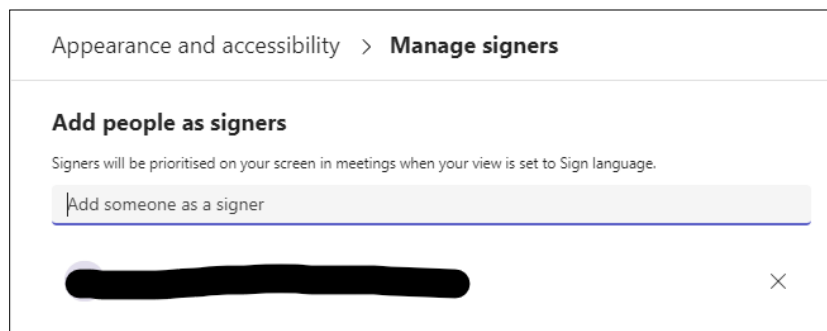 Appearance and accessibility > Manage signers
Add people as signers
Signers will be prioritised on your screen in meetings when your view is set to Sign language.
Add someone as a signer